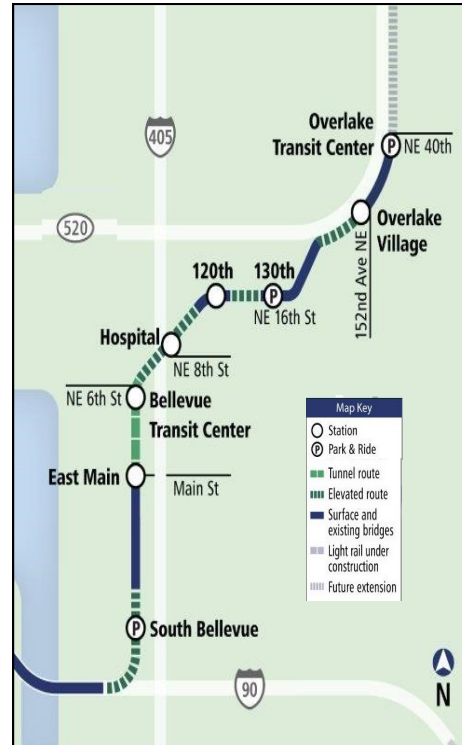 405
Overlake
Transit Center
P
NE 40th
520
Overlake
Village
152nd Ave NE
120th
130th
P
NE 16th St
Hospital
NE 8th St
NE 6th St
Bellevue
Transit Center
East Main
Main St
P
South Bellevue
90
N
Map Key
Station
P Park & Ride
Tunnel route
Elevated route
Surface and
existing bridges
Light rail under
construction
Future extension